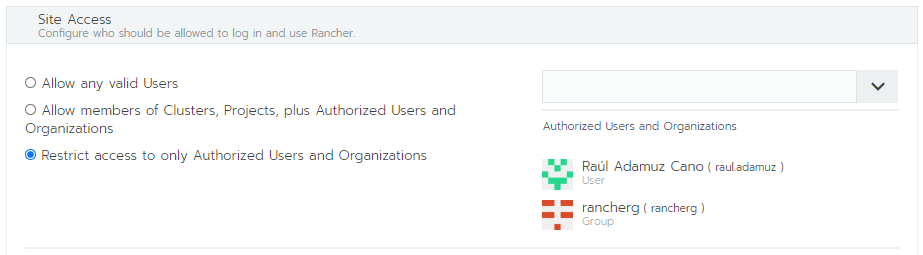 Site Access
Configure who should be allowed to log in and use Rancher.
Allow any valid Users
Allow members of Clusters, Projects, plus Authorized Users and
Organizations
Restrict access to only Authorized Users and Organizations
Authorized Users and Organizations
Raúl Adamuz Cano ( raul.adamuz )
User
rancherg ( rancherg )
Group